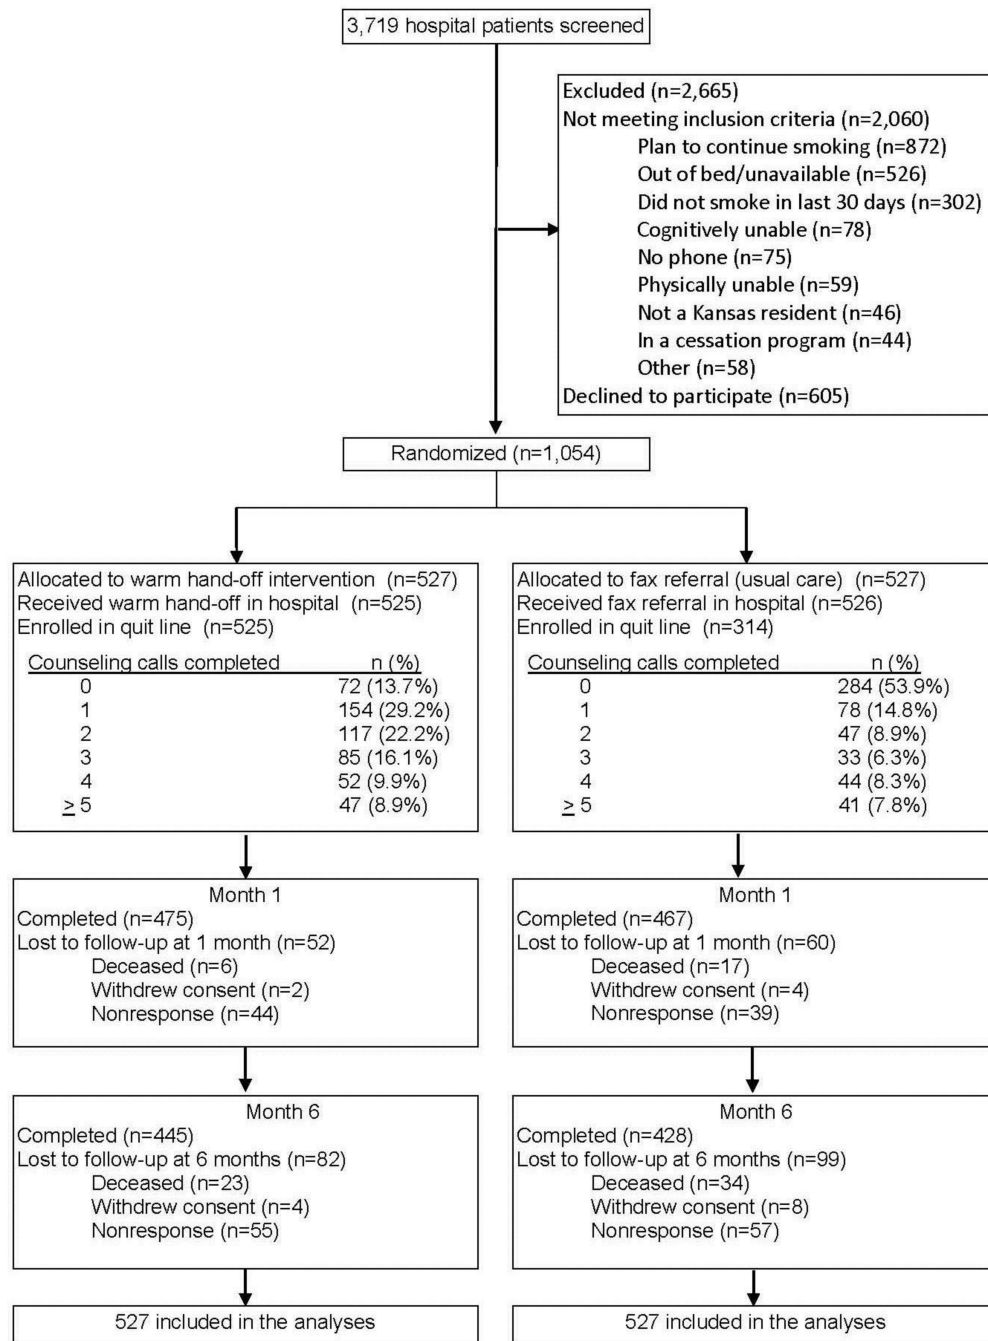 3,719 hospital patients screened
Excluded (n=2,665)
Not meeting inclusion criteria (n=2,060)
Plan to continue smoking (n=872)
Out of bed/unavailable (n=526)
Did not smoke in last 30 days (n=302)
Cognitively unable (n=78)
No phone (n=75)
Physically unable (n=59)
Not a Kansas resident (n=46)
In a cessation program (n=44)
Other (n=58)
Declined to participate (n=605)
Randomized (n=1,054)
Allocated to warm hand-off intervention (n=527)
Received warm hand-off in hospital (n=525)
Enrolled in quit line (n=525)
Counseling calls completed n (%)
0 72 (13.7%)
1 154 (29.2%)
2 117 (22.2%)
3 85 (16.1%)
4 52 (9.9%)
≥ 5 47 (8.9%)
Allocated to fax referral (usual care) (n=527)
Received fax referral in hospital (n=526)
Enrolled in quit line (n=314)
Counseling calls completed n (%)
0 284 (53.9%)
1 78 (14.8%)
2 47 (8.9%)
3 33 (6.3%)
4 44 (8.3%)
≥ 5 41 (7.8%)
Month 1
Completed (n=475)
Lost to follow-up at 1 month (n=52)
Deceased (n=6)
Withdrew consent (n=2)
Nonresponse (n=44)
Month 1
Completed (n=467)
Lost to follow-up at 1 month (n=60)
Deceased (n=17)
Withdrew consent (n=4)
Nonresponse (n=39)
Month 6
Completed (n=445)
Lost to follow-up at 6 months (n=82)
Deceased (n=23)
Withdrew consent (n=4)
Nonresponse (n=55)
Month 6
Completed (n=428)
Lost to follow-up at 6 months (n=99)
Deceased (n=34)
Withdrew consent (n=8)
Nonresponse (n=57)
527 included in the analyses
527 included in the analyses